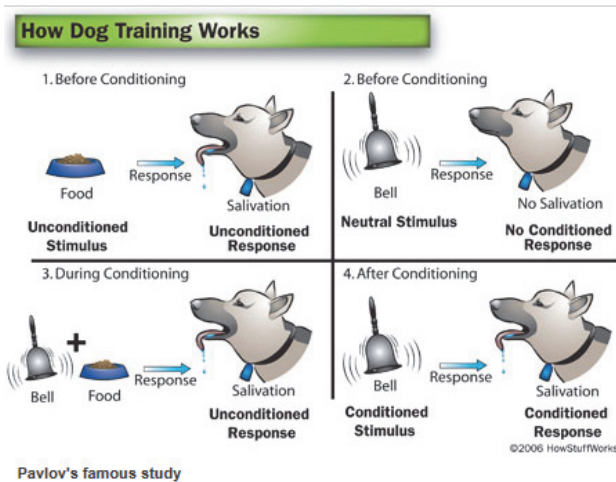 How Dog Training Works
1. Before Conditioning
Food
Response
Salivation
Unconditioned
Stimulus
Unconditioned
Response
2. Before Conditioning
Bell
Response
No Salivation
Neutral Stimulus
No Conditioned
Response
3. During Conditioning
+
Bell
Food
Response
Salivation
Unconditioned
Response
4. After Conditioning
Bell
Response
Salivation
Conditioned
Stimulus
Conditioned
Response
©2006 HowStuffWorks
Pavlov's famous study